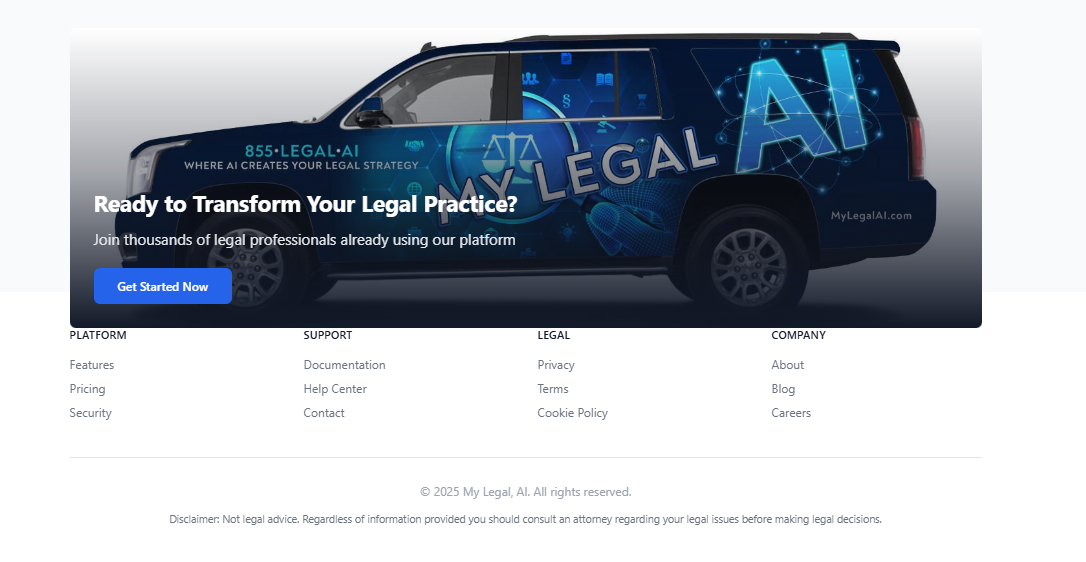 AI
855•LEGAL•AI
WHERE AI CREATES YOUR LEGAL STRATEGY
§
MY LEGAL
MyLegalAI.com
Ready to Transform Your Legal Practice?
Join thousands of legal professionals already using our platform
Get Started Now
PLATFORM
SUPPORT
LEGAL
COMPANY
Features
Documentation
Privacy
About
Pricing
Help Center
Terms
Blog
Security
Contact
Cookie Policy
Careers
© 2025 My Legal, AI. All rights reserved.
Disclaimer: Not legal advice. Regardless of information provided you should consult an attorney regarding your legal issues before making legal decisions.